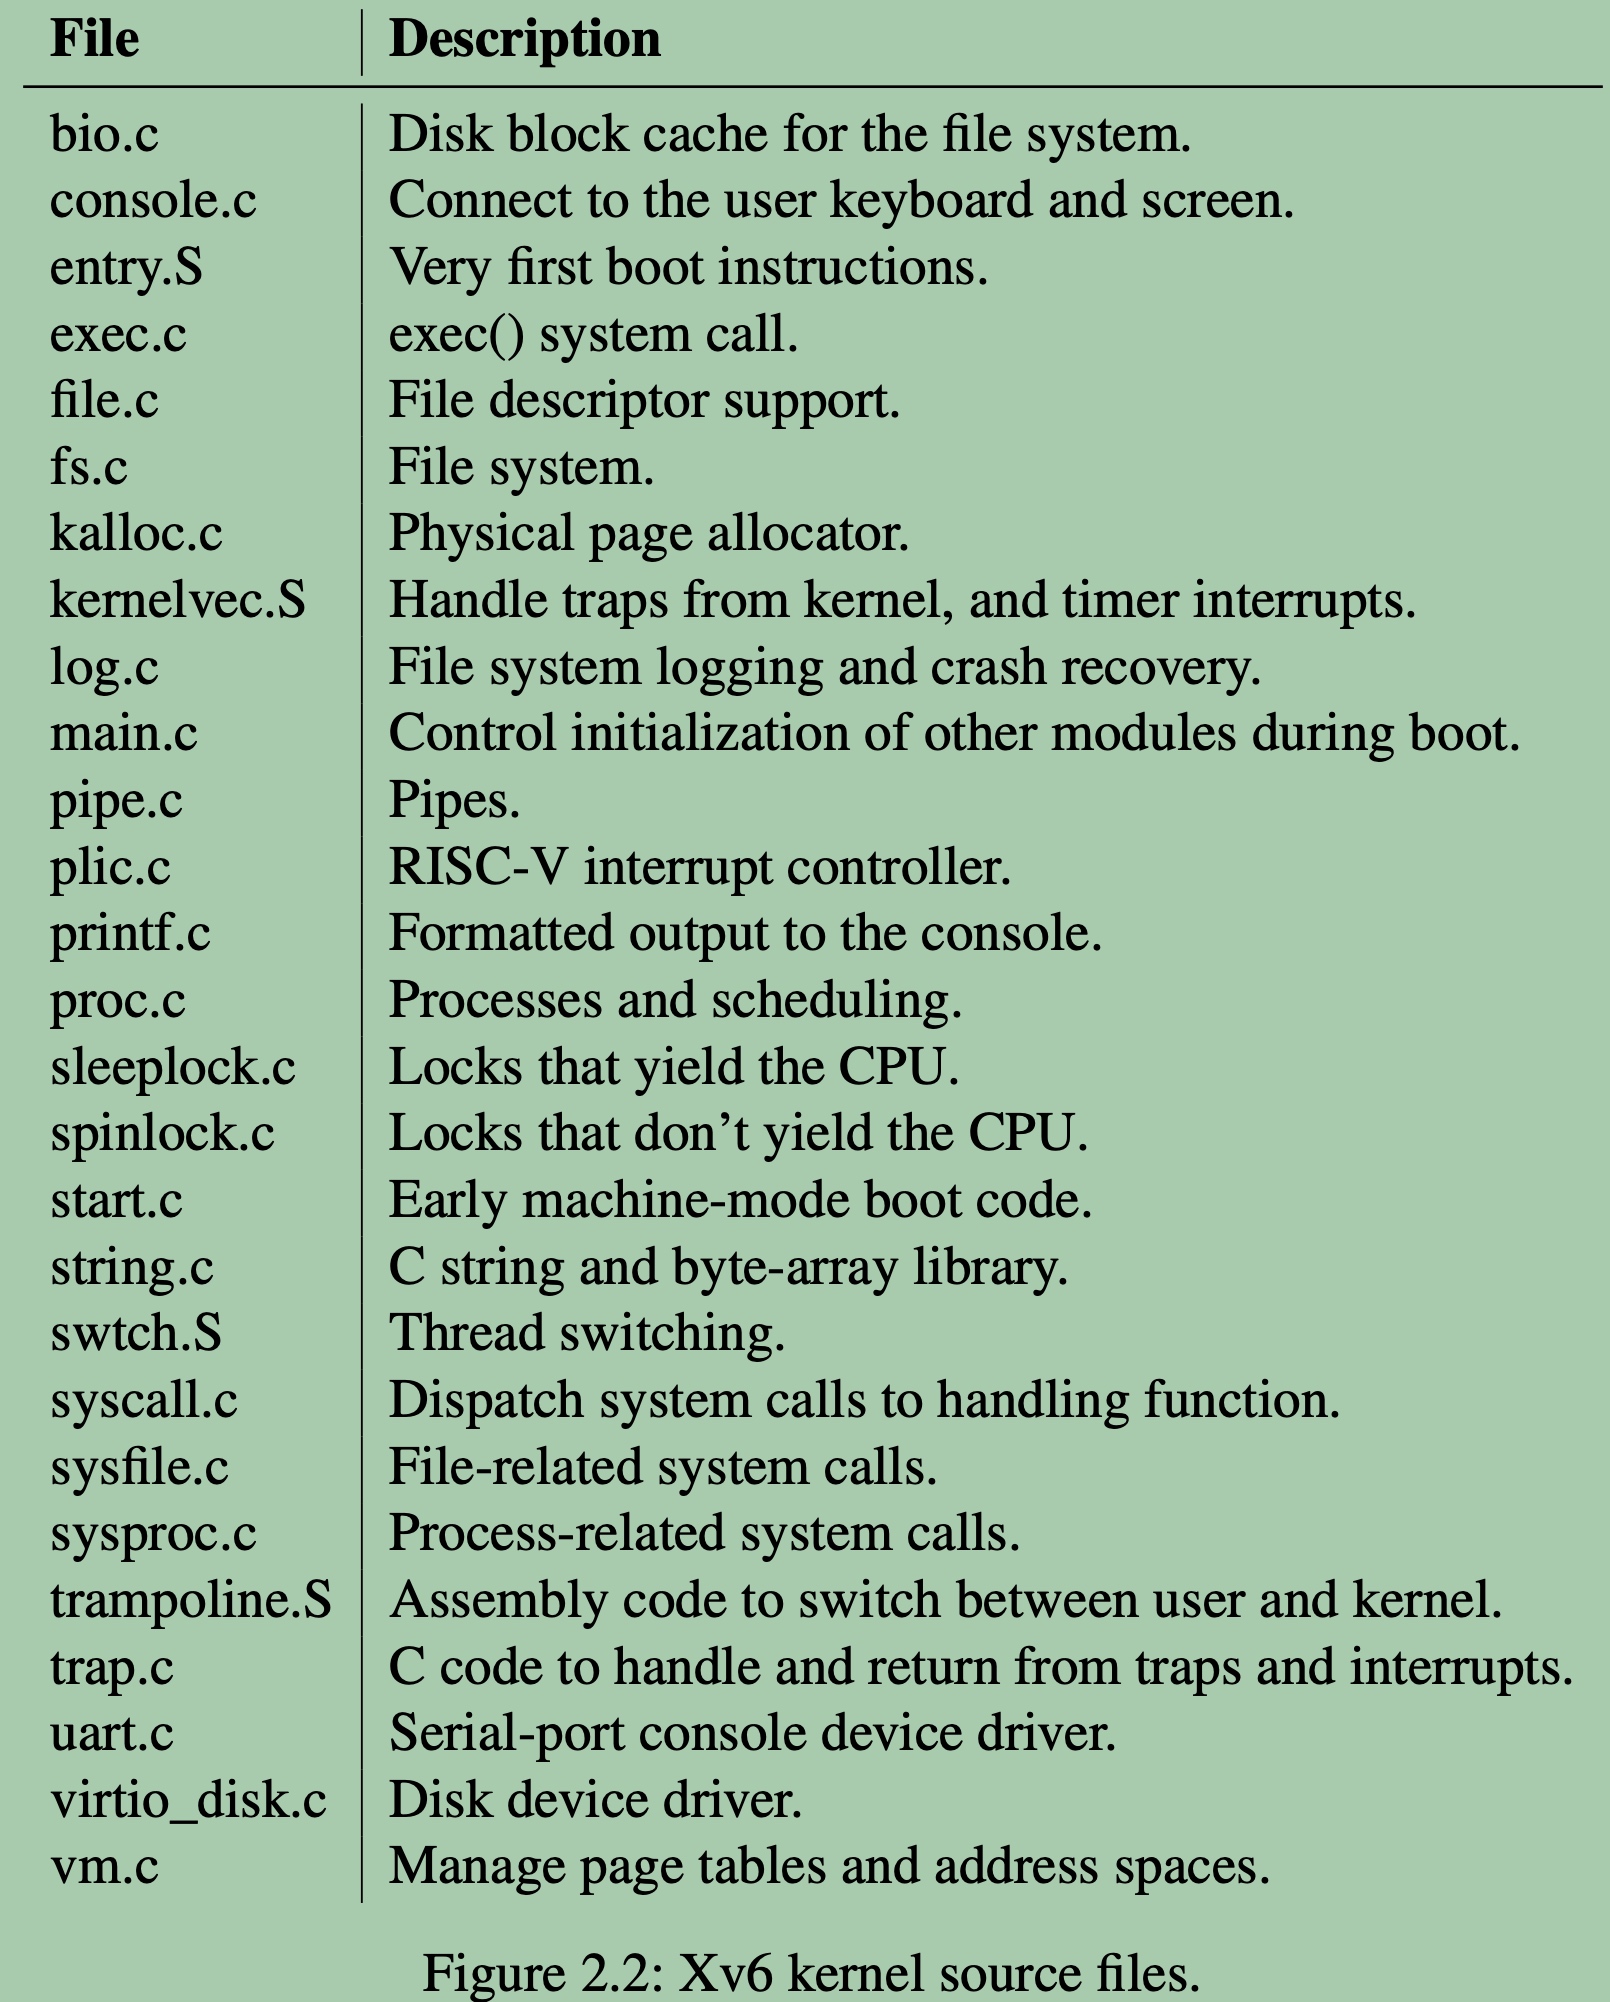 File Description
bio.c Disk block cache for the file system.
console.c Connect to the user keyboard and screen.
entry.S Very first boot instructions.
exec.c exec() system call.
file.c File descriptor support.
fs.c File system.
kalloc.c Physical page allocator.
kernelvec.S Handle traps from kernel, and timer interrupts.
log.c File system logging and crash recovery.
main.c Control initialization of other modules during boot.
pipe.c Pipes.
plic.c RISC-V interrupt controller.
printf.c Formatted output to the console.
proc.c Processes and scheduling.
sleeplock.c Locks that yield the CPU.
spinlock.c Locks that don’t yield the CPU.
start.c Early machine-mode boot code.
string.c C string and byte-array library.
swtch.S Thread switching.
syscall.c Dispatch system calls to handling function.
sysfile.c File-related system calls.
sysproc.c Process-related system calls.
trampoline.S Assembly code to switch between user and kernel.
trap.c C code to handle and return from traps and interrupts.
uart.c Serial-port console device driver.
virtio_disk.c Disk device driver.
vm.c Manage page tables and address spaces.
Figure 2.2: Xv6 kernel source files.